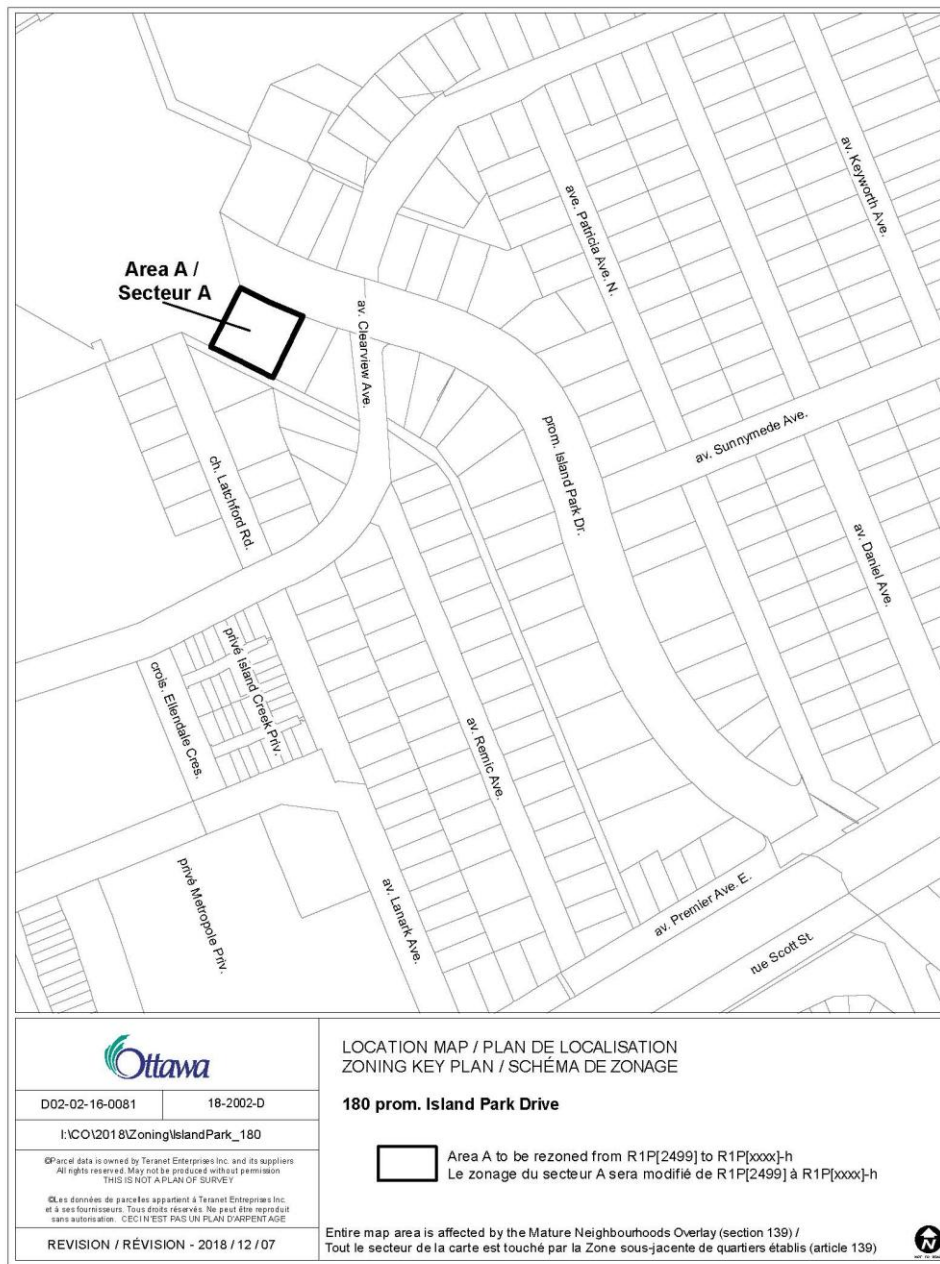 Area A /
Secteur A
av. Keyworth Ave.
ave. Patricia Ave. N.
av. Clearview Ave.
prom. Island Park Dr.
av. Sunnymede Ave.
ch. Latchford Rd.
av. Daniel Ave.
privé Island Creek Priv.
crois. Ellendale Cres.
av. Remic Ave.
privé Metropole Priv.
av. Lanark Ave.
av. Premier Ave. E.
rue Scott St.
Ottawa
D02-02-16-0081
18-2002-D
I:\CO\2018\Zoning\IslandPark_180
©Parcel data is owned by Teranet Enterprises Inc. and its suppliers
All rights reserved. May not be produced without permission
THIS IS NOT A PLAN OF SURVEY
©Les données de parcelles appartient à Teranet Entreprises Inc.
et à ses fournisseurs. Tous droits réservés. Ne peut être reproduit
sans autorisation. CECI N'EST PAS UN PLAN D'ARPENTAGE
REVISION / RÉVISION - 2018 / 12 / 07
LOCATION MAP / PLAN DE LOCALISATION
ZONING KEY PLAN / SCHÉMA DE ZONAGE
180 prom. Island Park Drive
Area A to be rezoned from R1P[2499] to R1P[xxxx]-h
Le zonage du secteur A sera modifié de R1P[2499] à R1P[xxxx]-h
Entire map area is affected by the Mature Neighbourhoods Overlay (section 139) /
Tout le secteur de la carte est touché par la Zone sous-jacente de quartiers établis (article 139)
N
NOT TO SCALE